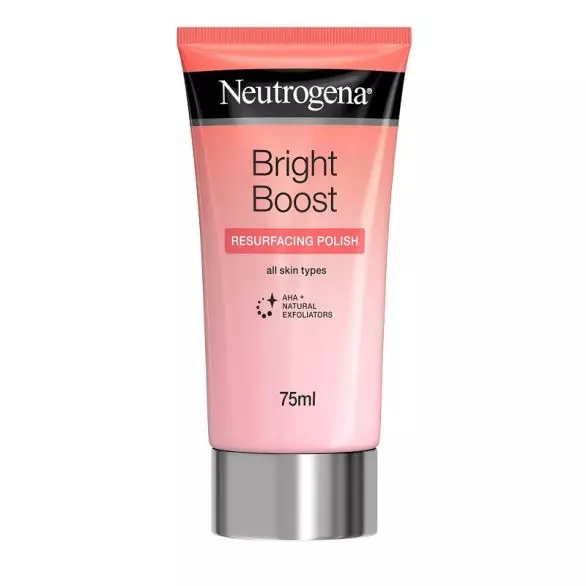 Neutrogena®
Bright
Boost
RESURFACING POLISH
all skin types
AHA +
NATURAL
EXFOLIATORS
75ml